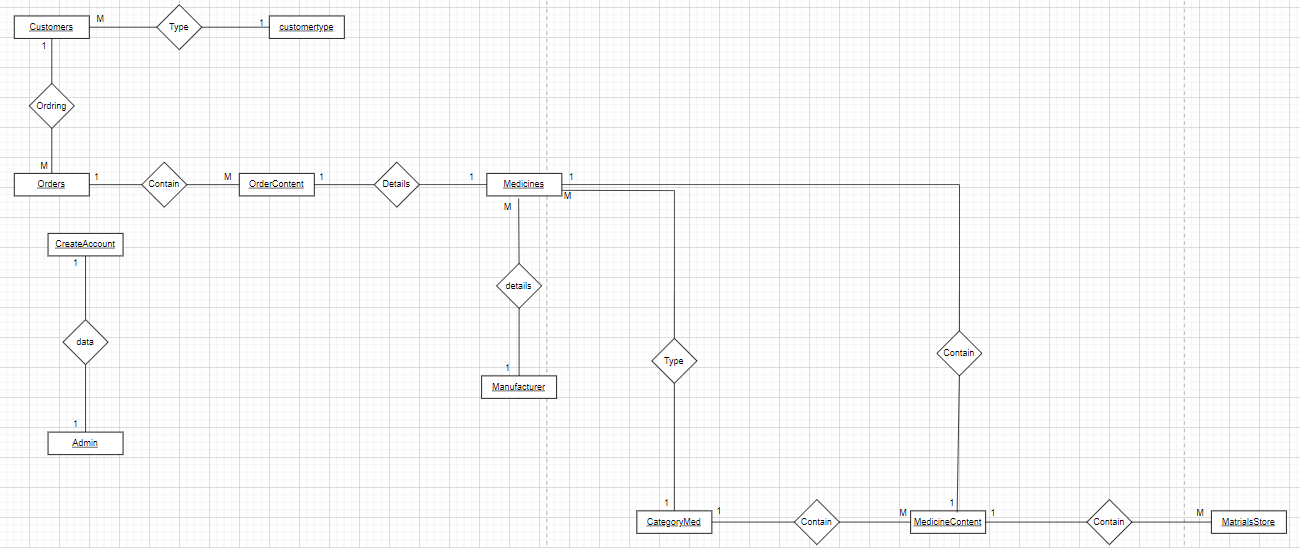 Customers M Type 1 customertype
1
Ordring
M
Orders 1 Contain M OrderContent 1 Details 1 Medicines 1
M
M
CreateAccount
1
details
data
Contain
Type
1
Manufacturer
1
Admin
1 1
CategoryMed 1 Contain M MedicineContent 1 Contain M MatrialsStore